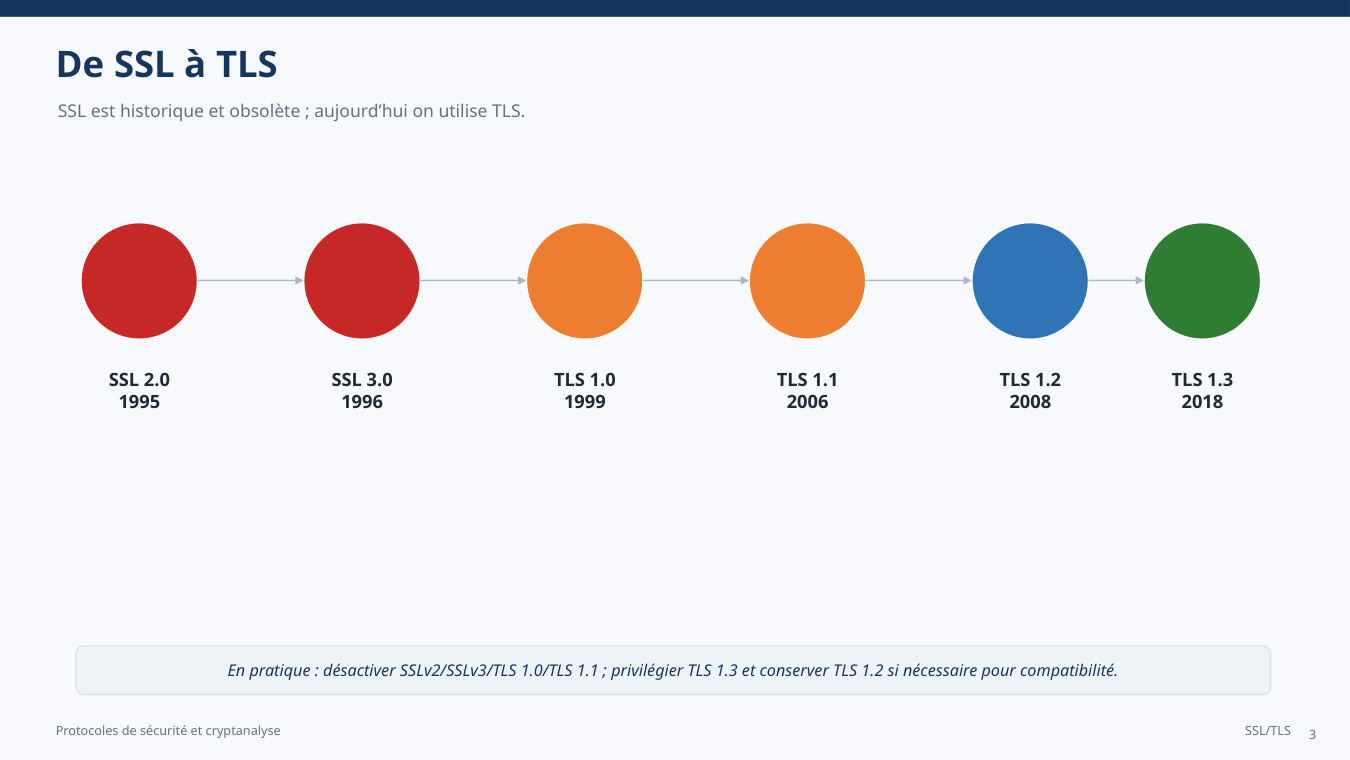 De SSL à TLS
SSL est historique et obsolète ; aujourd’hui on utilise TLS.
SSL 2.0
1995
SSL 3.0
1996
TLS 1.0
1999
TLS 1.1
2006
TLS 1.2
2008
TLS 1.3
2018
En pratique : désactiver SSLv2/SSLv3/TLS 1.0/TLS 1.1 ; privilégier TLS 1.3 et conserver TLS 1.2 si nécessaire pour compatibilité.
Protocoles de sécurité et cryptanalyse
SSL/TLS
3